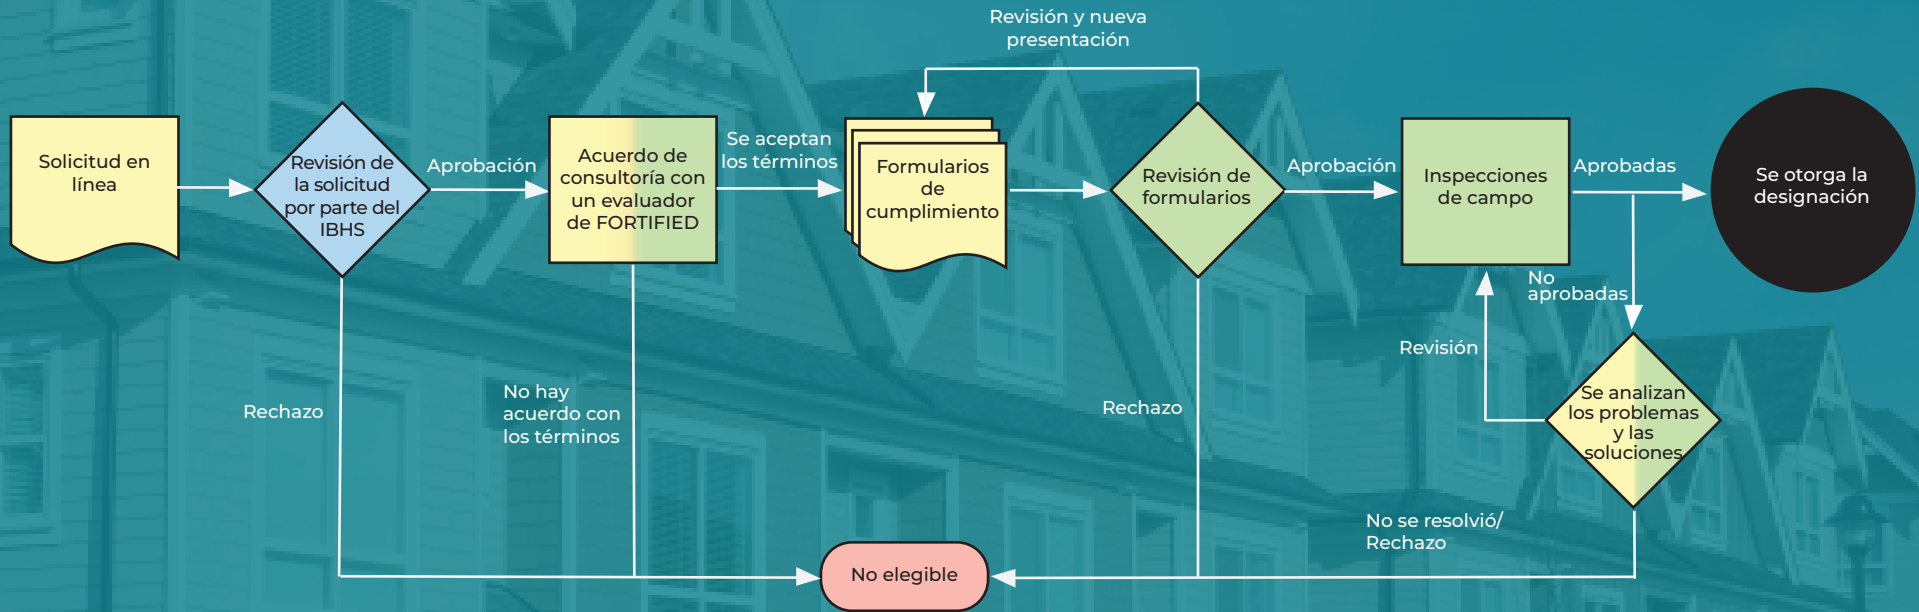 Solicitud en
línea
Revisión de
la solicitud
por parte del
IBHS
Aprobación
Rechazo
Acuerdo de
consultoría con
un evaluador
de FORTIFIED
Se aceptan
los términos
No hay
acuerdo con
los términos
Revisión y nueva
presentación
Formularios
de
cumplimiento
Revisión de
formularios
Aprobación
Rechazo
Inspecciones
de campo
Aprobadas
No
aprobadas
Revisión
Se analizan
los problemas
y las
soluciones
No se resolvió/
Rechazo
Se otorga la
designación
No elegible